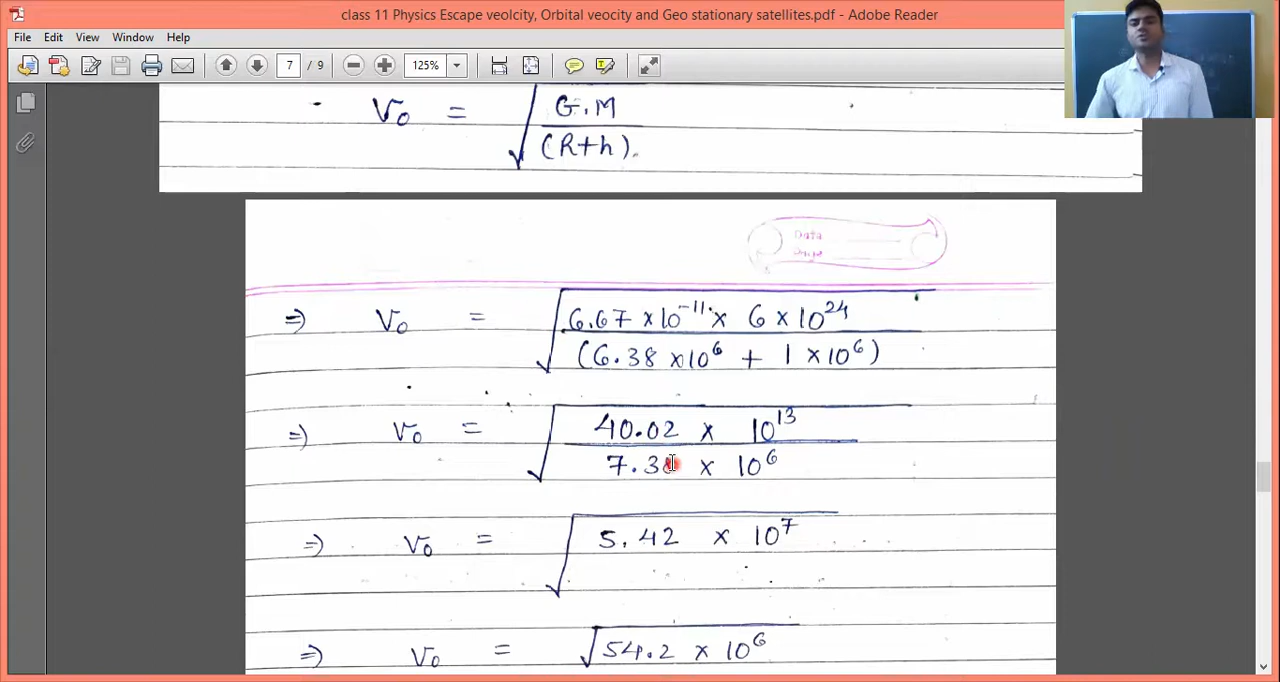 class 11 Physics Escape veolcity, Orbital veocity and Geo stationary satellites.pdf - Adobe Reader
File Edit View Window Help
7 / 9 125%
V₀ = √(G.M
(R+h).
Data
Page
⇒ V₀ = √(6.67 × 10⁻¹¹ × 6 × 10²⁴
(6.38 × 10⁶ + 1 × 10⁶)
⇒ V₀ = √(40.02 × 10¹³
7.38 × 10⁶
⇒ V₀ = √5.42 × 10⁷
⇒ V₀ = √54.2 × 10⁶